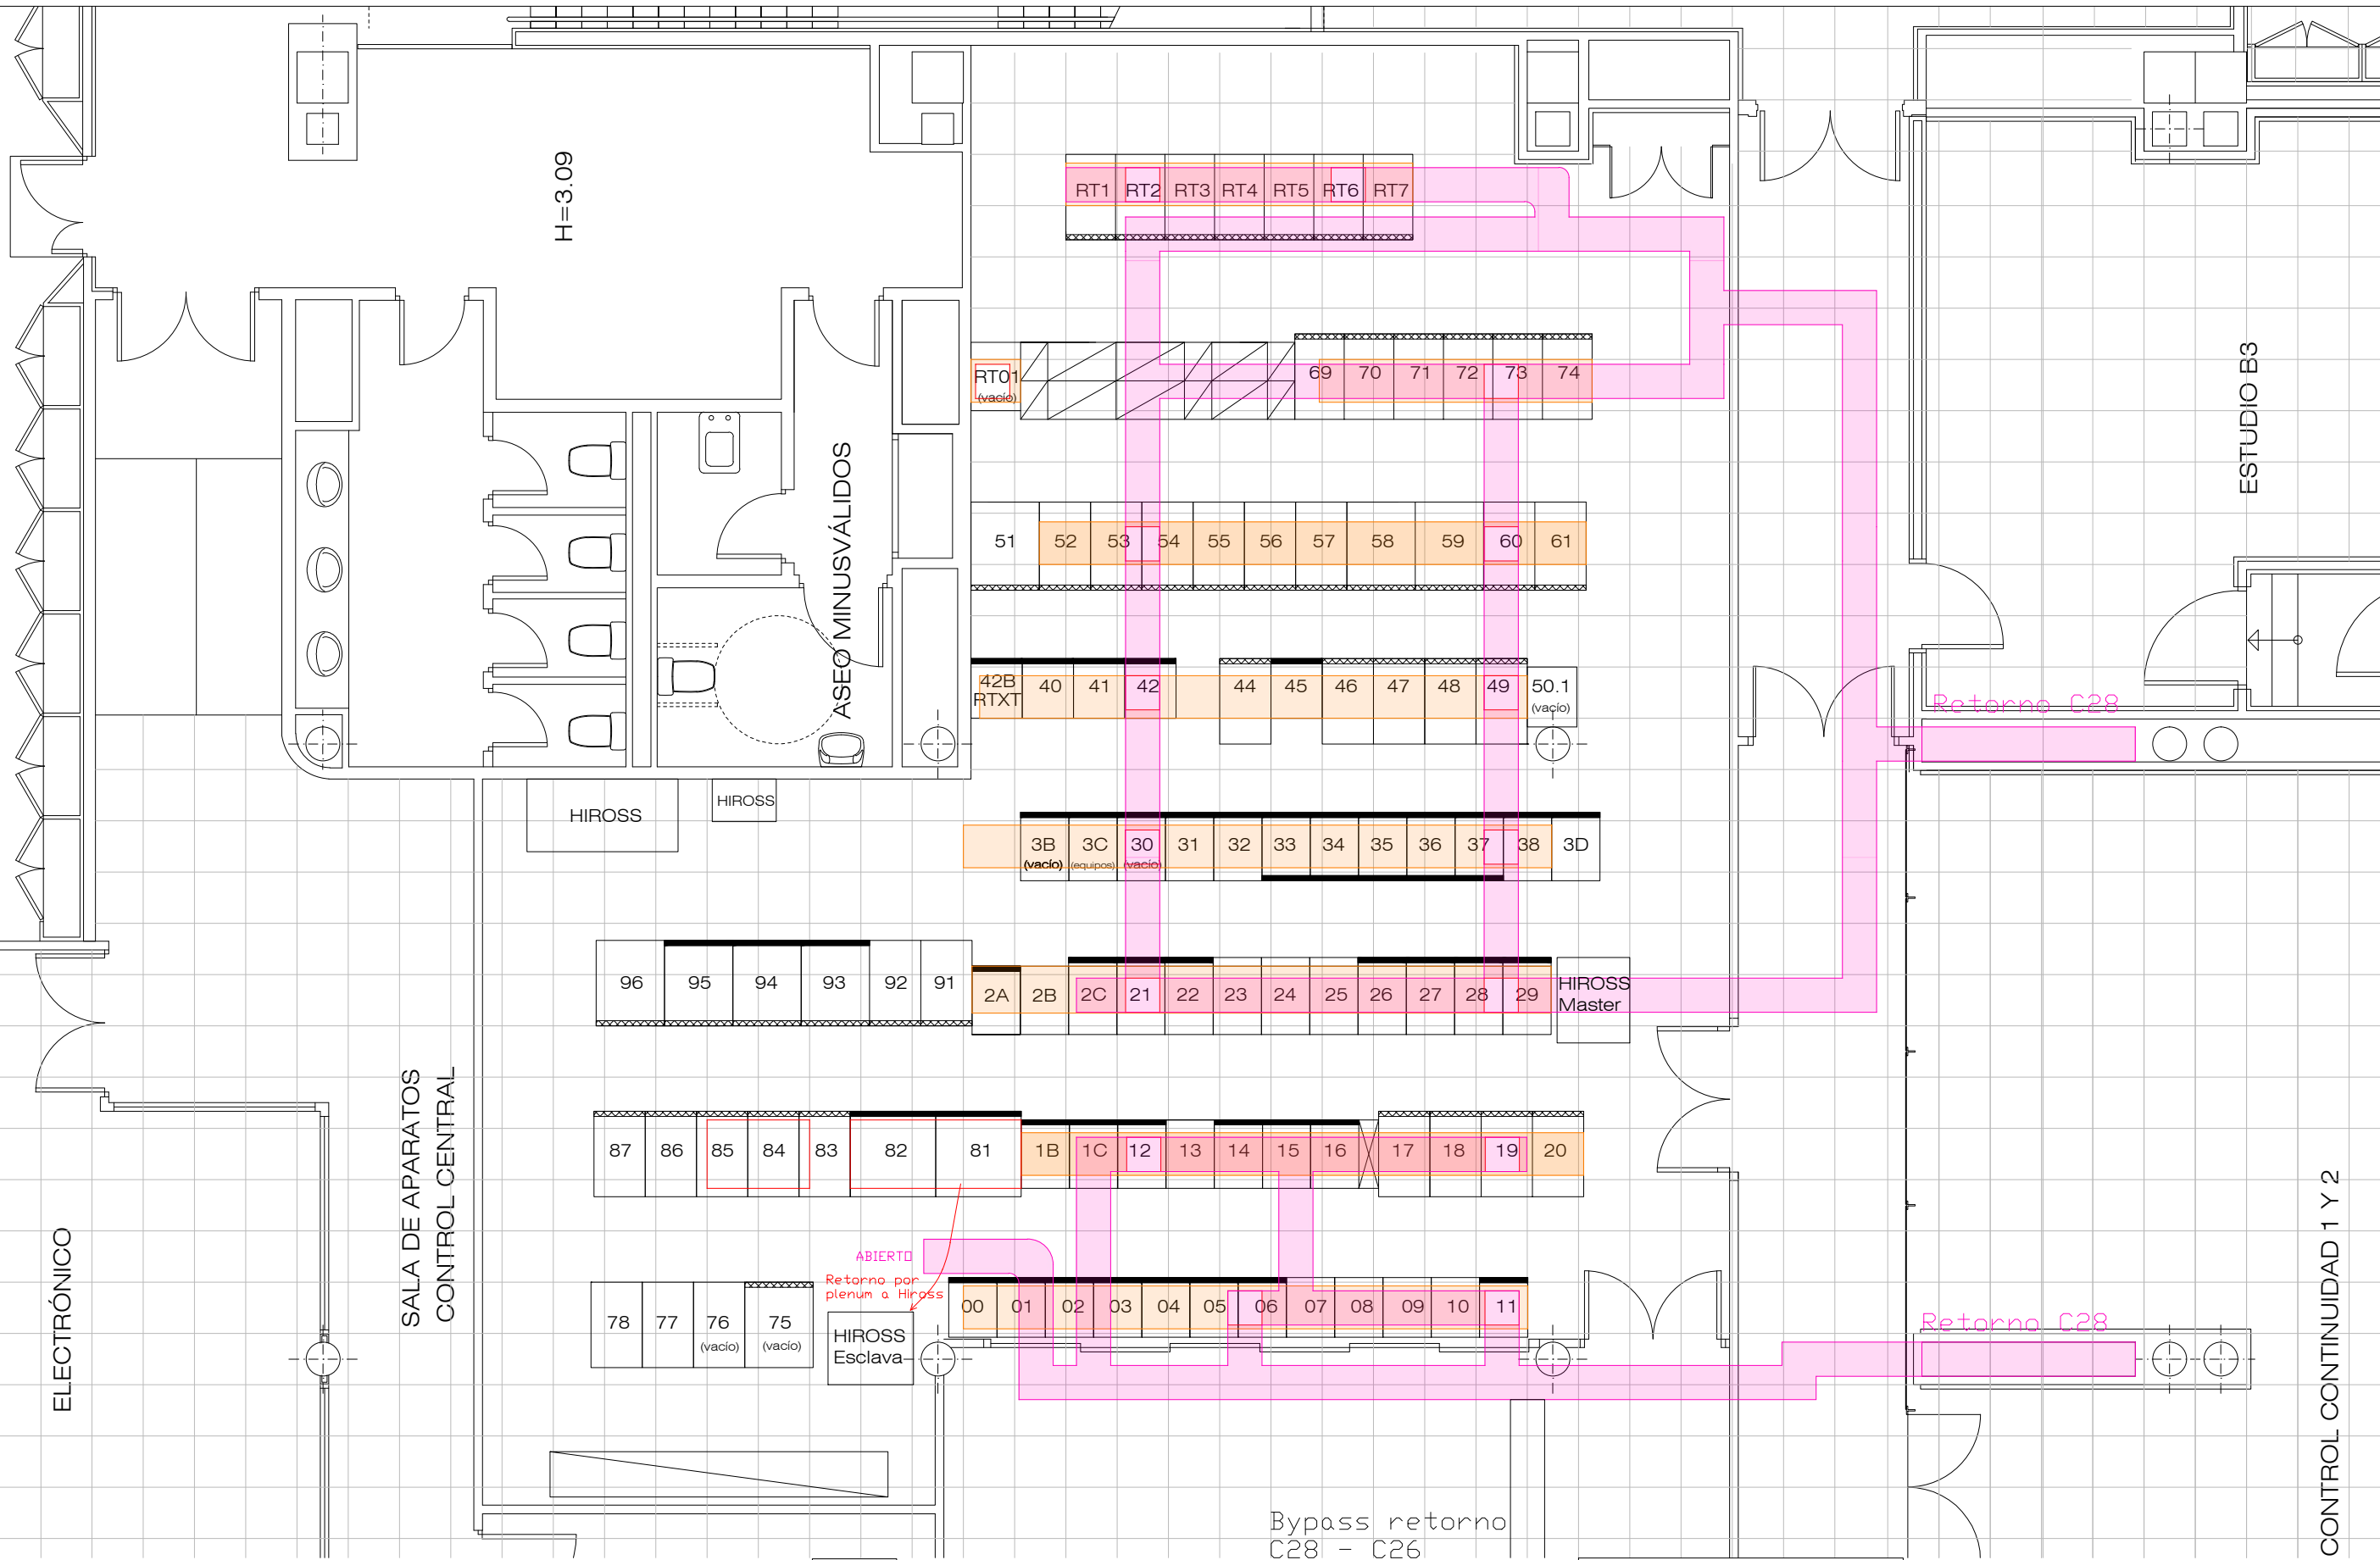 H=3.09
RT1 RT2 RT3 RT4 RT5 RT6 RT7
RT01 69 70 71 72 73 74
(vacío)
ESTUDIO B3
ASEO MINUSVÁLIDOS
51 52 53 54 55 56 57 58 59 60 61
42B 40 41 42 44 45 46 47 48 49 50.1
RTXT (vacío)
Retorno C28
HIROSS HIROSS
3B 3C 30 31 32 33 34 35 36 37 38 3D
(vacío) (equipos) (vacío)
96 95 94 93 92 91 2A 2B 2C 21 22 23 24 25 26 27 28 29 HIROSS
Master
SALA DE APARATOS
CONTROL CENTRAL
87 86 85 84 83 82 81 1B 1C 12 13 14 15 16 17 18 19 20
ELECTRÓNICO
ABIERTO
Retorno por
plenum a Hiross
00 01 02 03 04 05 06 07 08 09 10 11
78 77 76 75
(vacío) (vacío)
HIROSS
Esclava
Retorno C28
CONTROL CONTINUIDAD 1 Y 2
Bypass retorno
C28 - C26